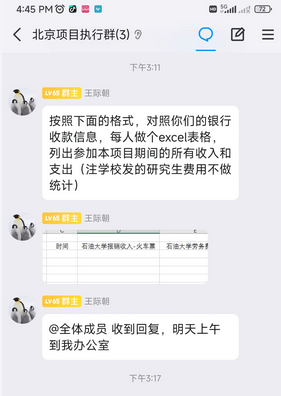 4:45 PM
72
北京项目执行群(3)
下午3:11
LV65 群主 王际朝
按照下面的格式，对照你们的银行
收款信息，每人做个excel表格，
列出参加本项目期间的所有收入和
支出（注学校发的研究生费用不做
统计）
LV65 群主 王际朝
时间 石油大学报销收入-火车票 石油大学劳务费
LV65 群主 王际朝
@全体成员 收到回复，明天上午
到我办公室
下午3:17